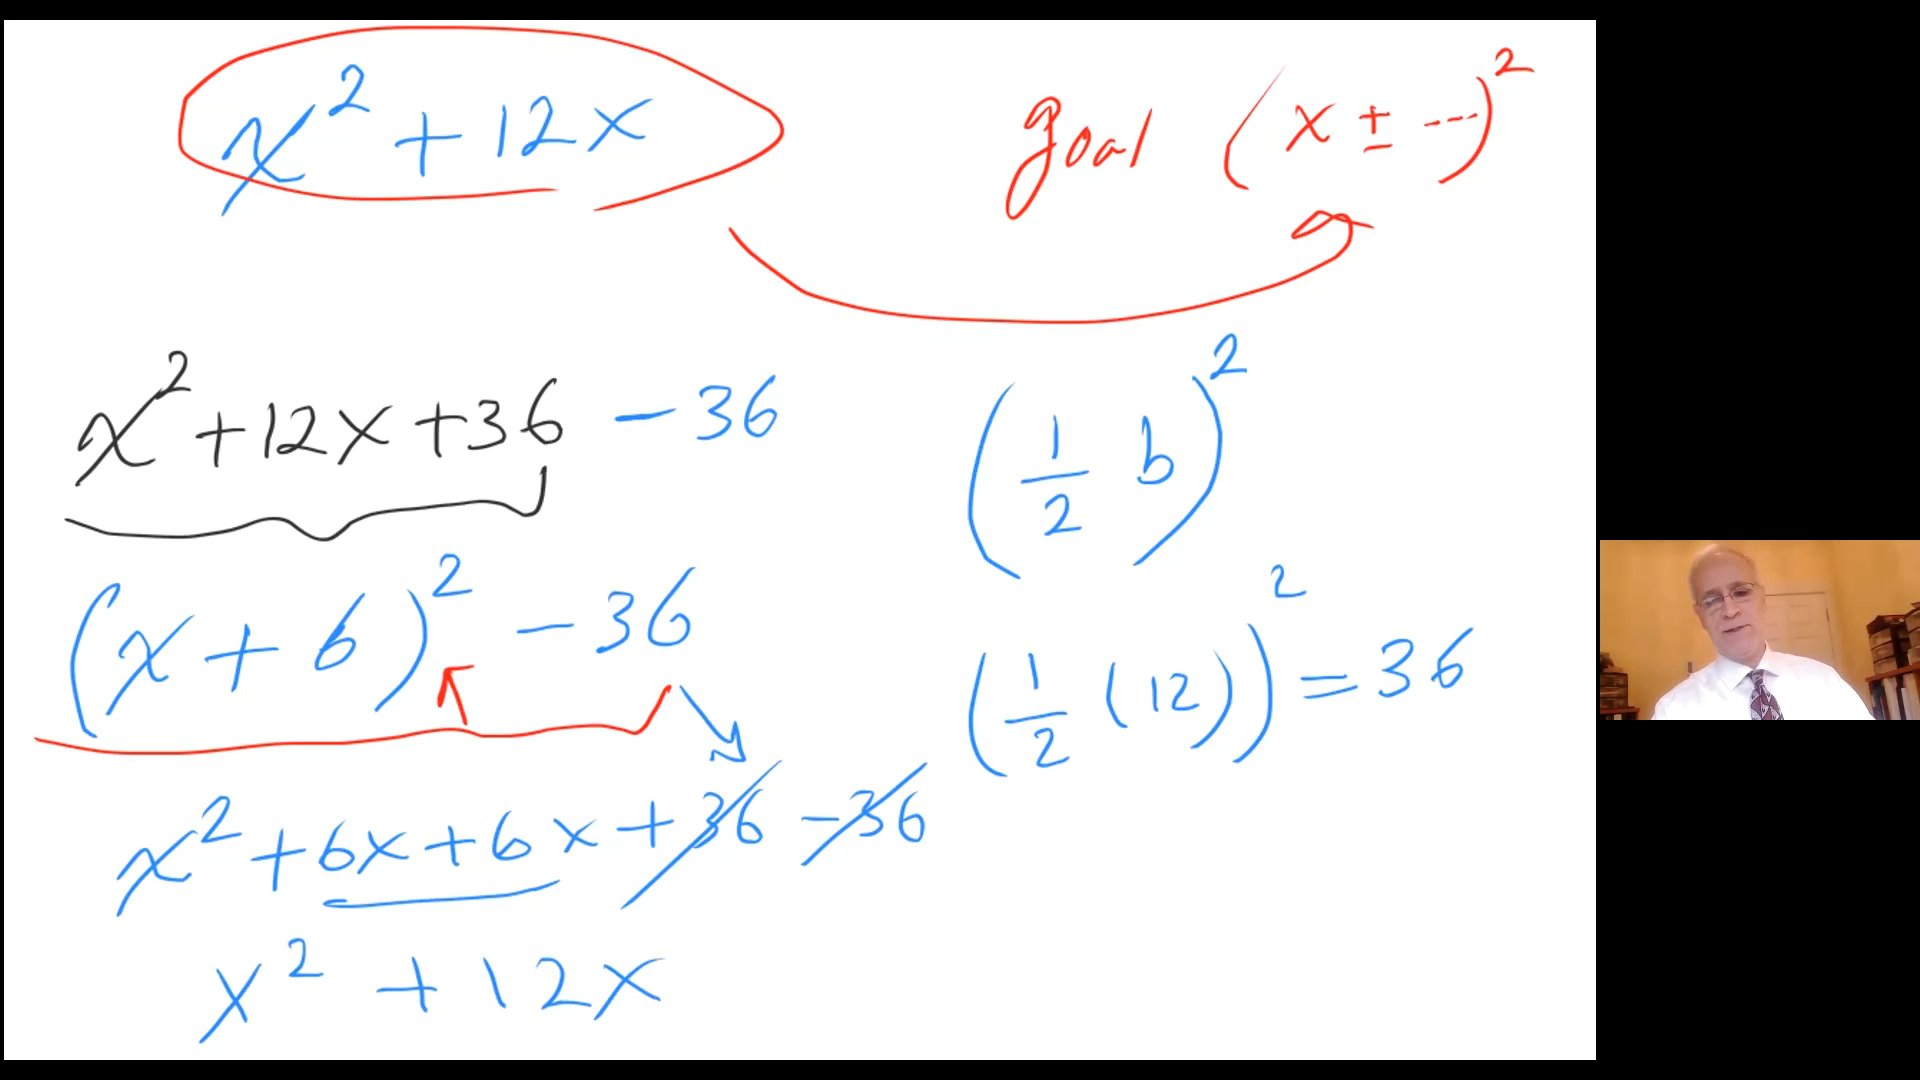 x² + 12x
goal (x ± ---)²
x² + 12x + 36 - 36
(1/2 b)²
(x + 6)² - 36
(1/2 (12))² = 36
x² + 6x + 6x + 36 - 36
x² + 12x